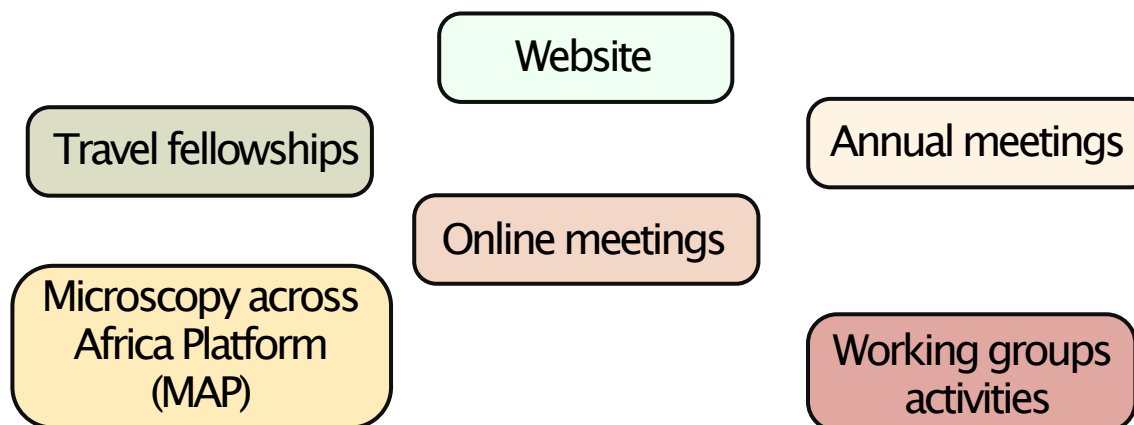 Website
Travel fellowships
Annual meetings
Online meetings
Microscopy across
Africa Platform
(MAP)
Working groups
activities